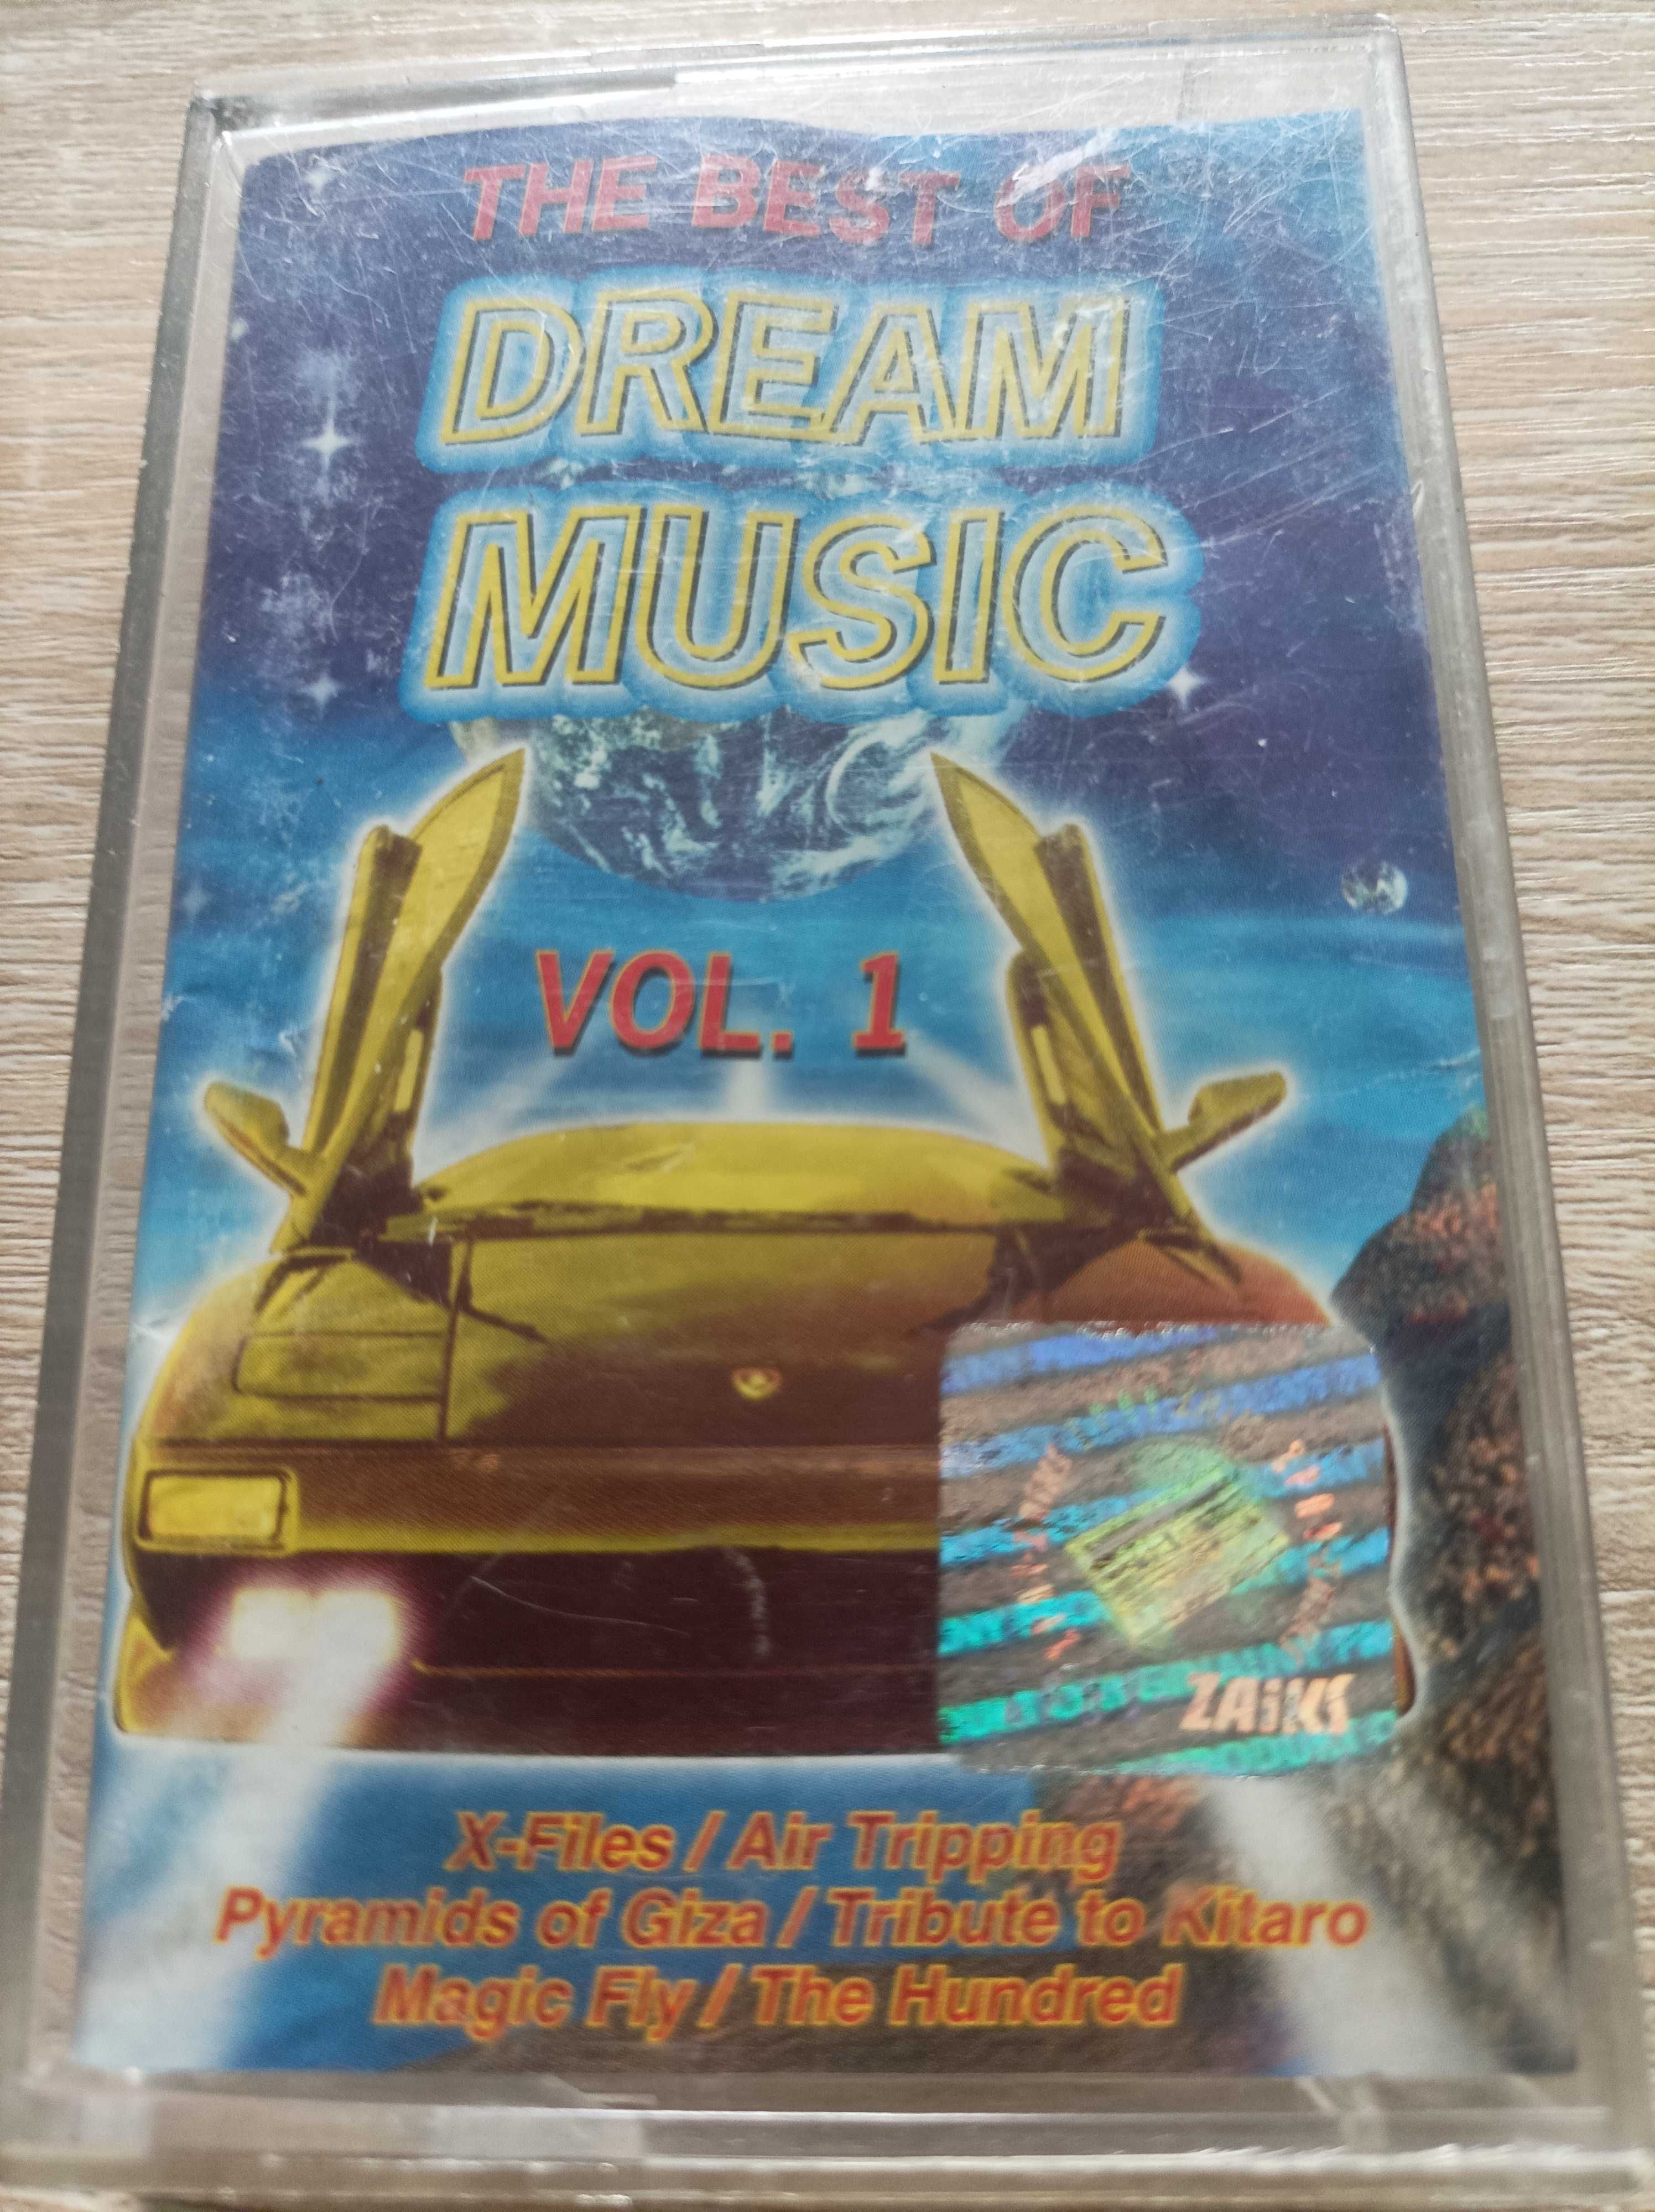 THE BEST OF
DREAM
MUSIC
VOL. 1
ZAiKS
X-Files / Air Tripping
Pyramids of Giza / Tribute to Kitaro
Magic Fly / The Hundred